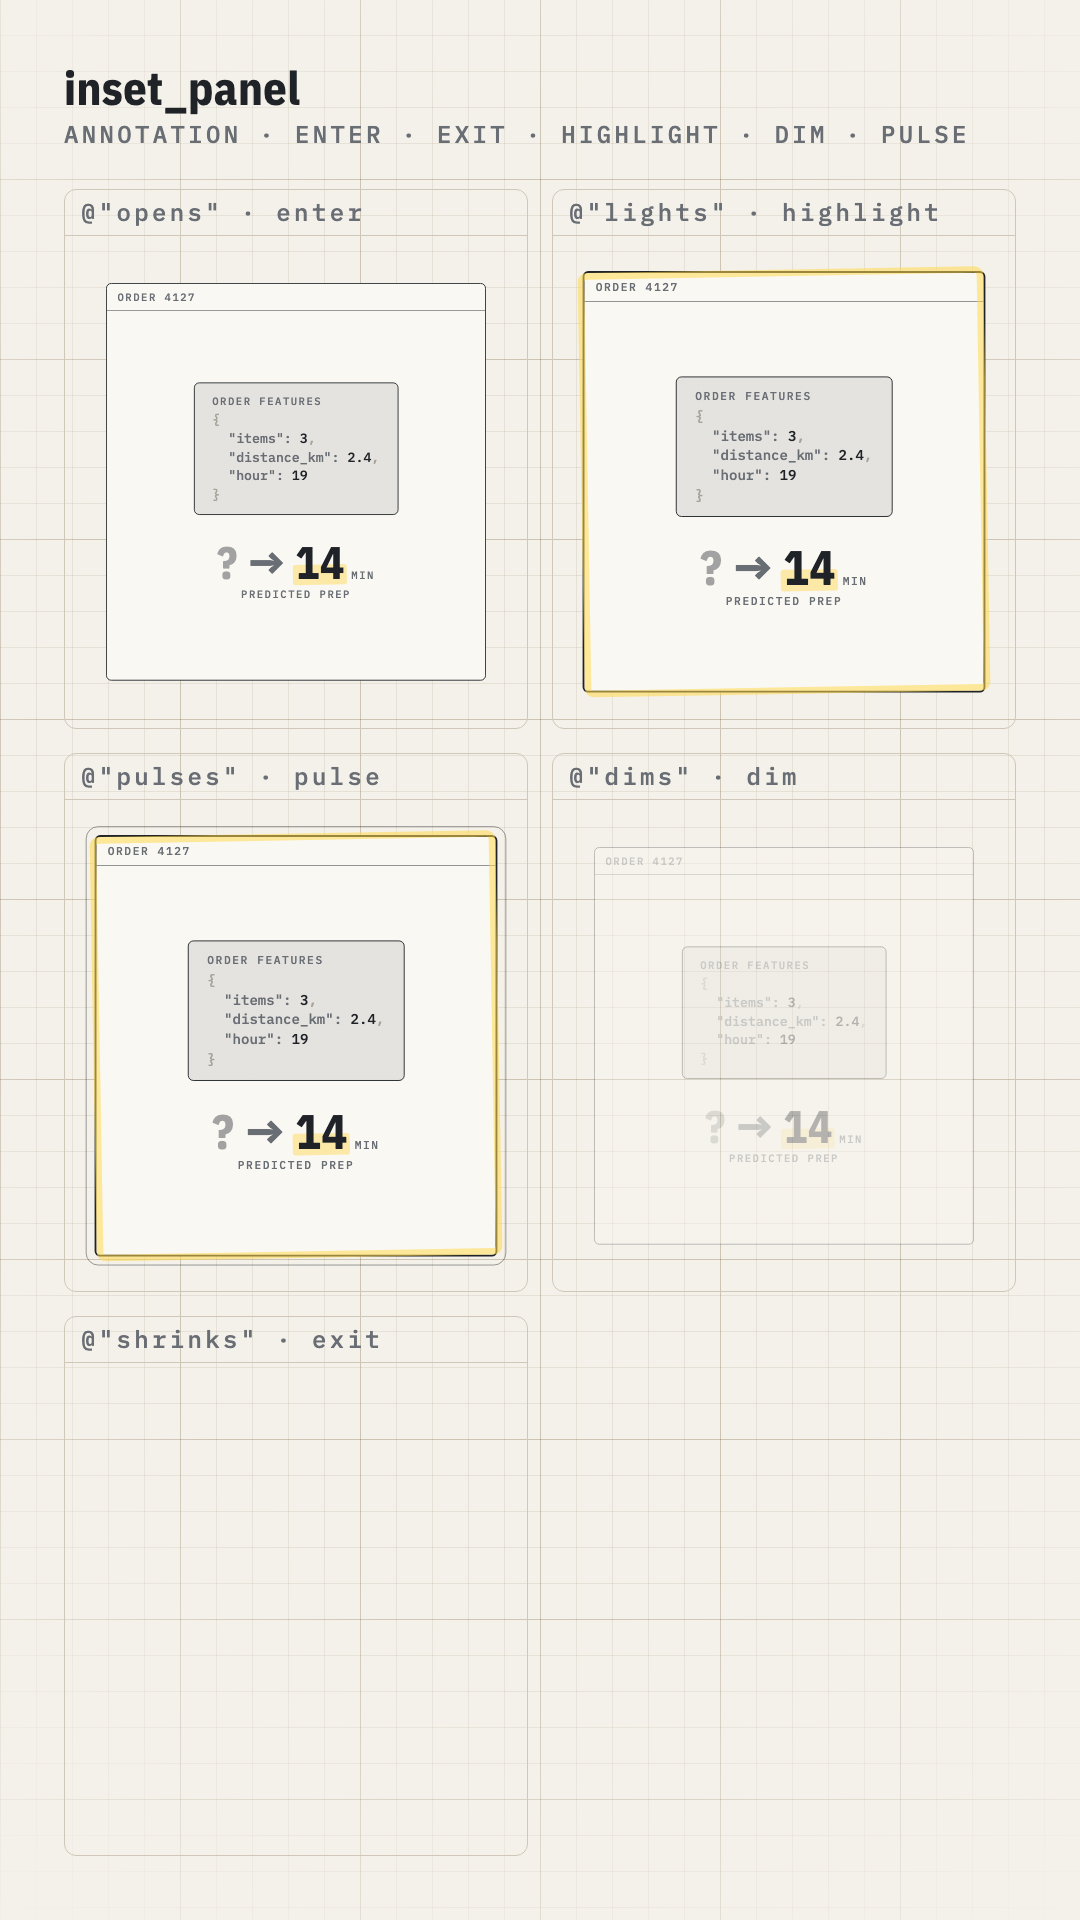 inset_panel
ANNOTATION · ENTER · EXIT · HIGHLIGHT · DIM · PULSE
@"opens" · enter
ORDER 4127
ORDER FEATURES
{
"items": 3,
"distance_km": 2.4,
"hour": 19
}
? → 14 MIN
PREDICTED PREP
@"lights" · highlight
ORDER 4127
ORDER FEATURES
{
"items": 3,
"distance_km": 2.4,
"hour": 19
}
? → 14 MIN
PREDICTED PREP
@"pulses" · pulse
ORDER 4127
ORDER FEATURES
{
"items": 3,
"distance_km": 2.4,
"hour": 19
}
? → 14 MIN
PREDICTED PREP
@"dims" · dim
ORDER 4127
ORDER FEATURES
{
"items": 3,
"distance_km": 2.4,
"hour": 19
}
? → 14 MIN
PREDICTED PREP
@"shrinks" · exit